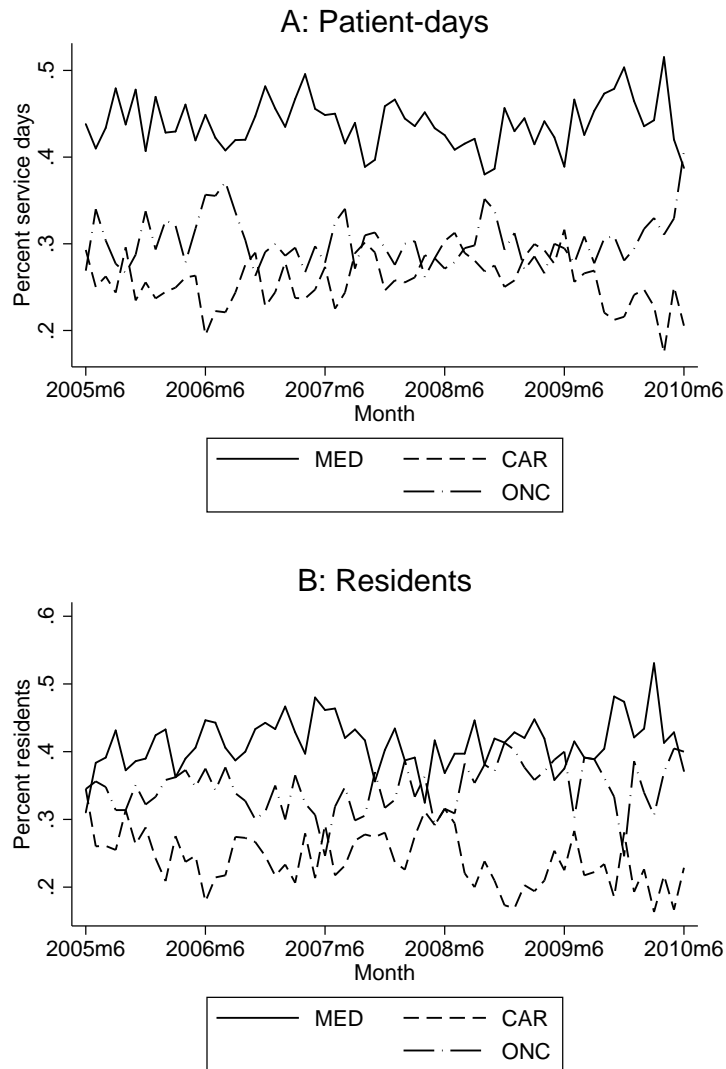 A: Patient-days
Percent service days
.5
.4
.3
.2
2005m6 2006m6 2007m6 2008m6 2009m6 2010m6
Month
MED CAR
ONC
B: Residents
Percent residents
.6
.5
.4
.3
.2
2005m6 2006m6 2007m6 2008m6 2009m6 2010m6
Month
MED CAR
ONC